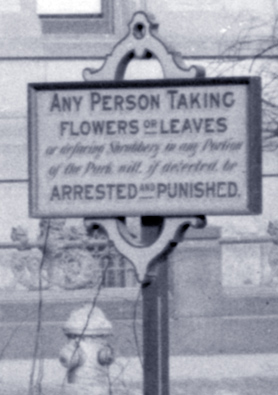 ANY PERSON TAKING
FLOWERS OR LEAVES
or defacing Shrubbery in any Portion
of the Park will, if detected, be
ARRESTED AND PUNISHED.